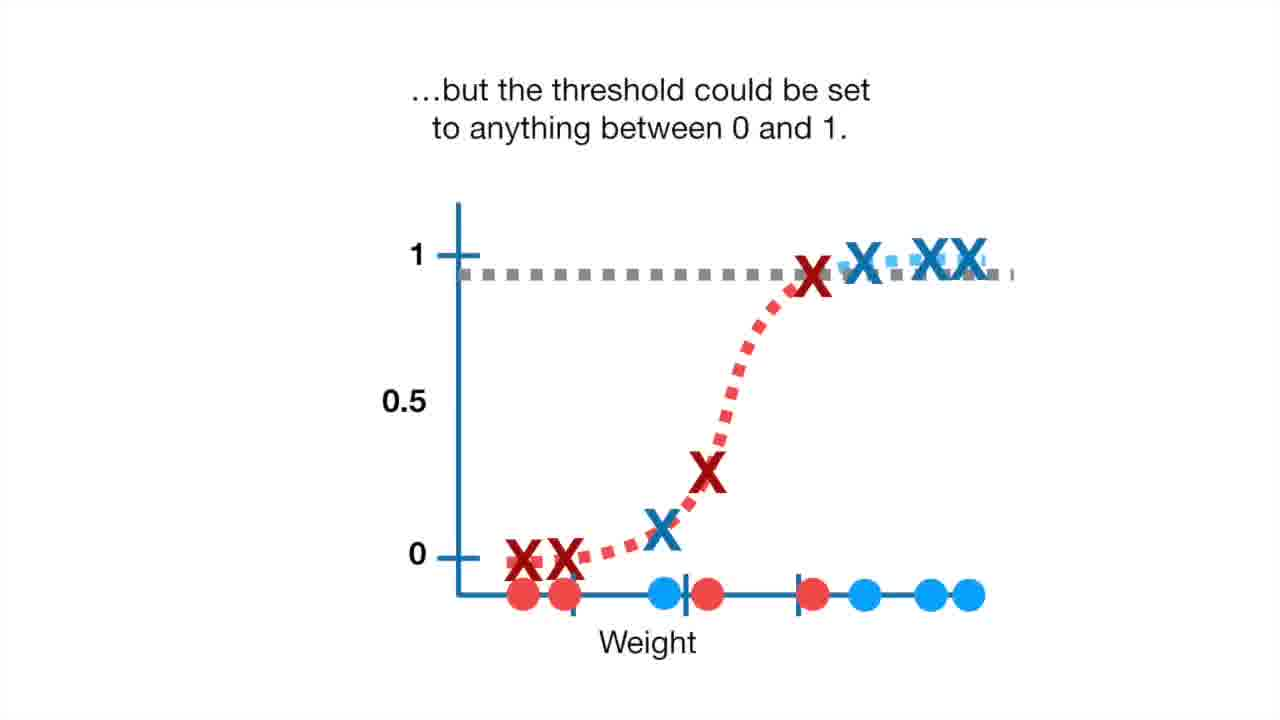 ...but the threshold could be set
to anything between 0 and 1.
1
0.5
0
X X X X X X X X
Weight